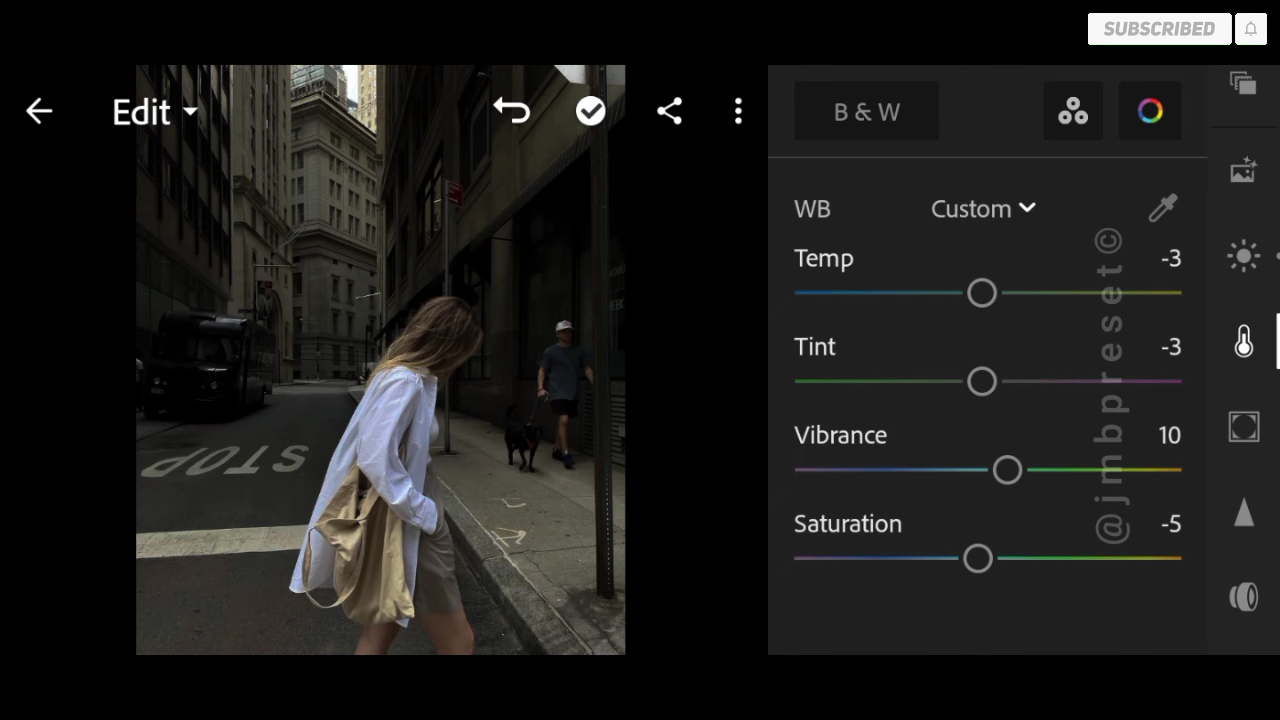 SUBSCRIBED
Edit
B & W
WB
Custom
Temp
-3
Tint
-3
Vibrance
10
Saturation
-5
@jmbpreset©
STOP